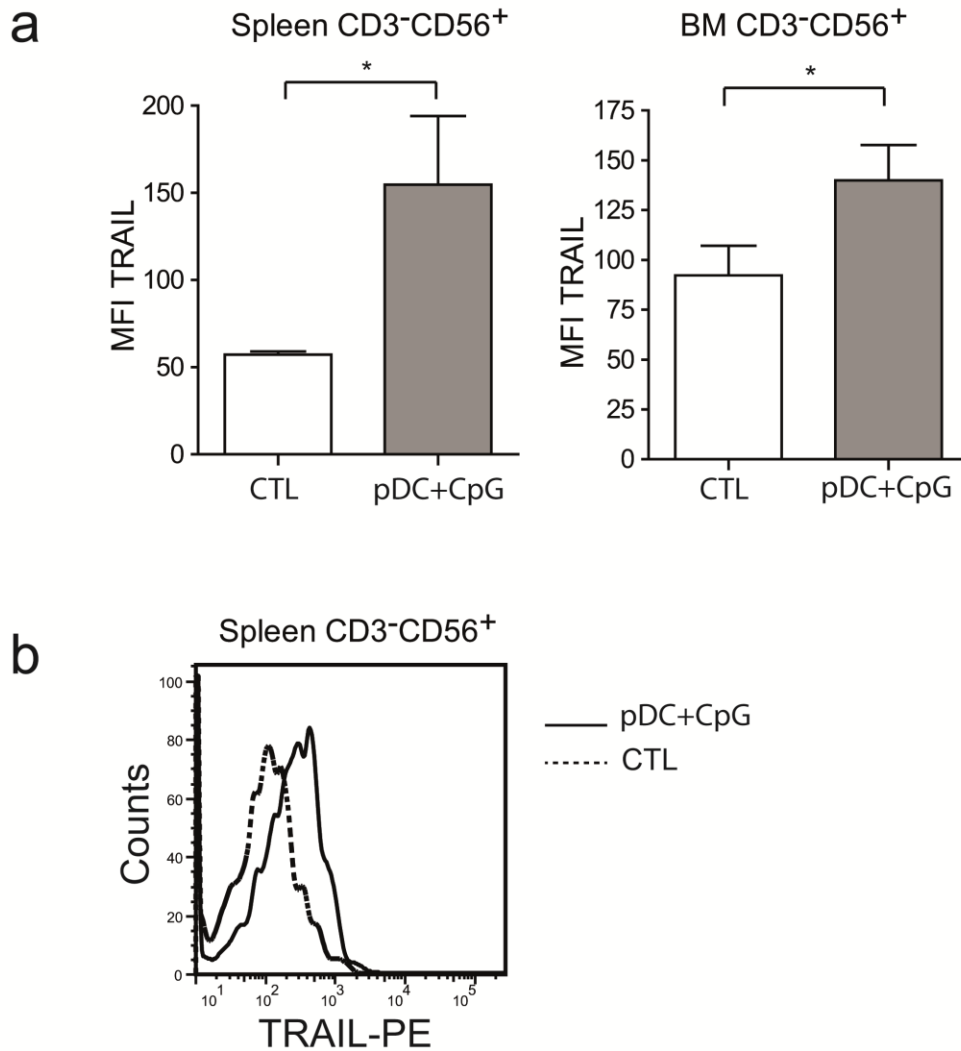 a
Spleen CD3⁻CD56⁺
*
MFI TRAIL
200
150
100
50
0
CTL
pDC+CpG
BM CD3⁻CD56⁺
*
MFI TRAIL
175
150
125
100
75
50
25
0
CTL
pDC+CpG
b
Spleen CD3⁻CD56⁺
Counts
100
80
60
40
20
0
10¹ 10² 10³ 10⁴ 10⁵
TRAIL-PE
pDC+CpG
CTL